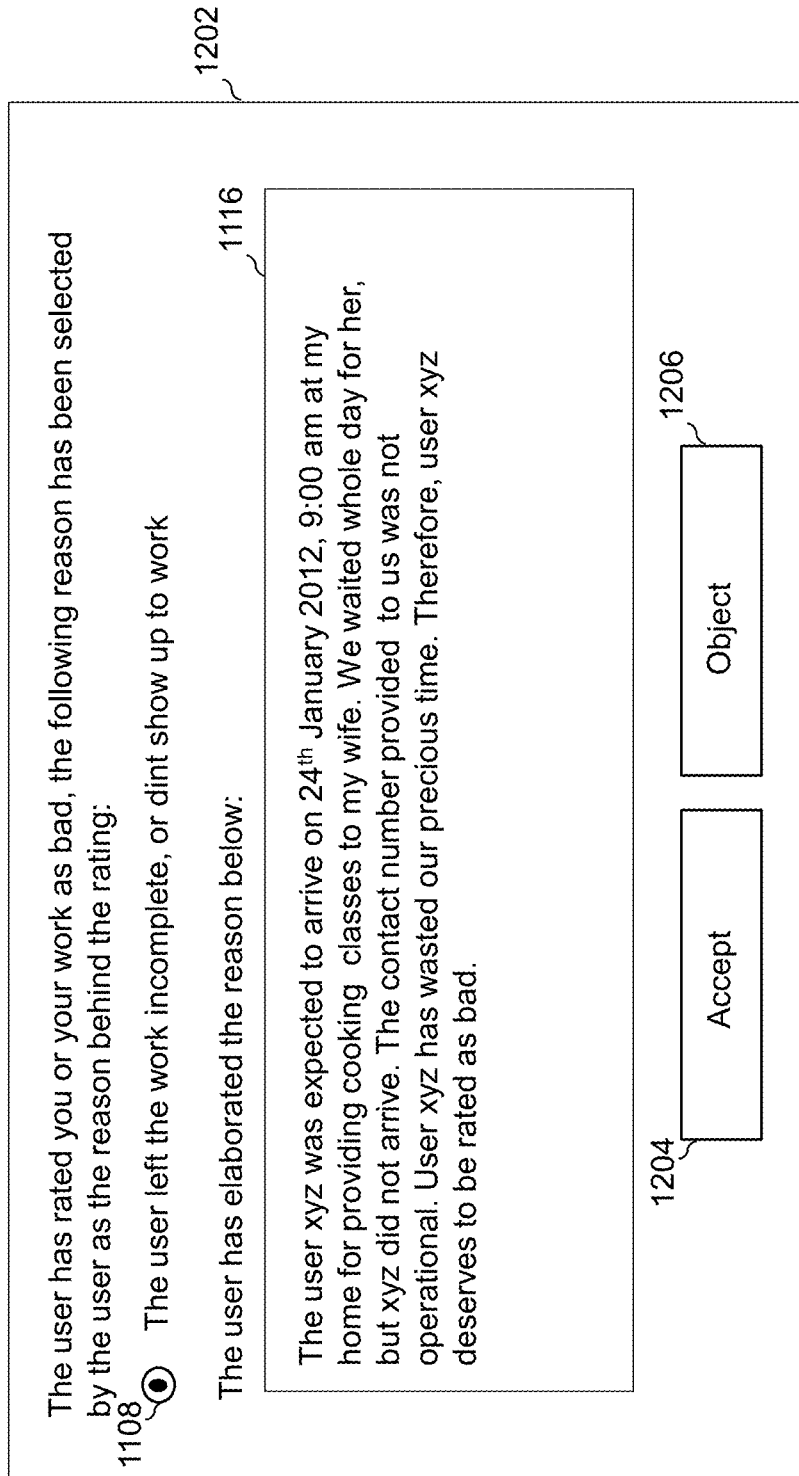 1202
The user has rated you or your work as bad, the following reason has been selected
by the user as the reason behind the rating:
1108
The user left the work incomplete, or dint show up to work
The user has elaborated the reason below:
1116
The user xyz was expected to arrive on 24th January 2012, 9:00 am at my
home for providing cooking classes to my wife. We waited whole day for her,
but xyz did not arrive. The contact number provided to us was not
operational. User xyz has wasted our precious time. Therefore, user xyz
deserves to be rated as bad.
1204
Accept
Object
1206